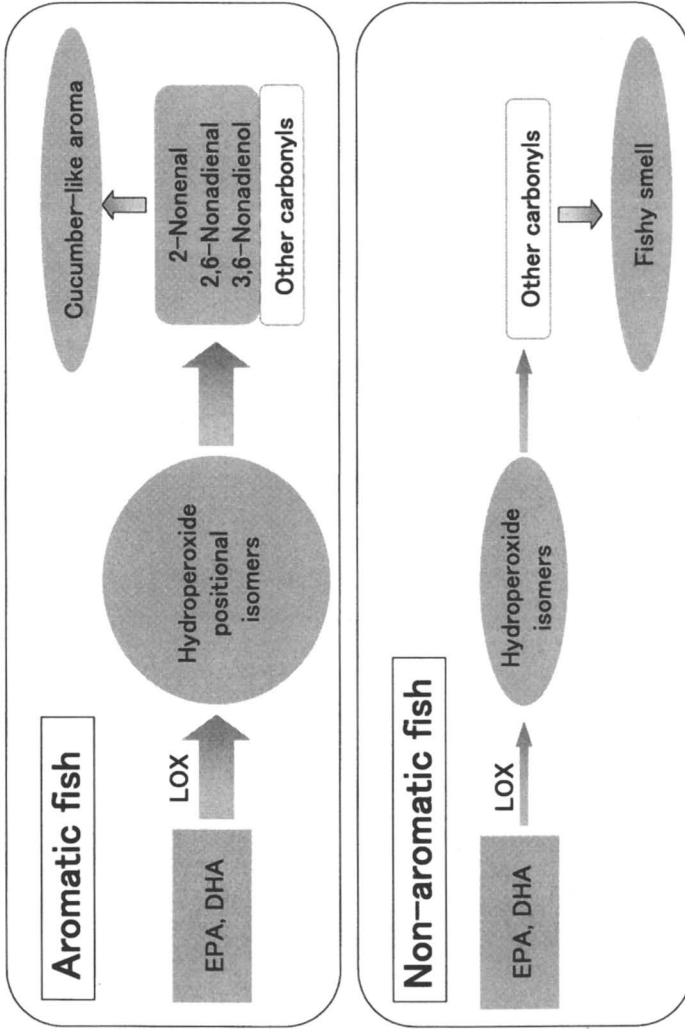 Aromatic fish
EPA, DHA
LOX
Hydroperoxide
positional
isomers
2-Nonenal
2,6-Nonadienal
3,6-Nonadienol
Other carbonyls
Cucumber-like aroma
Non-aromatic fish
EPA, DHA
LOX
Hydroperoxide
isomers
Other carbonyls
Fishy smell